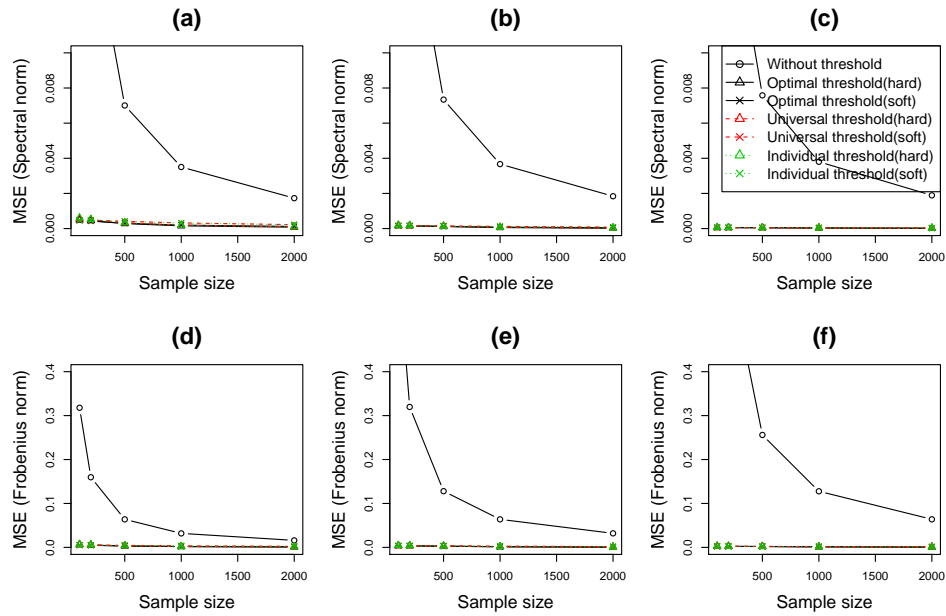 (a)
MSE (Spectral norm)
0.000 0.004 0.008
500 1000 1500 2000
Sample size
(b)
MSE (Spectral norm)
0.000 0.004 0.008
500 1000 1500 2000
Sample size
(c)
MSE (Spectral norm)
0.000 0.004 0.008
Without threshold
Optimal threshold(hard)
Optimal threshold(soft)
Universal threshold(hard)
Universal threshold(soft)
Individual threshold(hard)
Individual threshold(soft)
500 1000 1500 2000
Sample size
(d)
MSE (Frobenius norm)
0.0 0.1 0.2 0.3 0.4
500 1000 1500 2000
Sample size
(e)
MSE (Frobenius norm)
0.0 0.1 0.2 0.3 0.4
500 1000 1500 2000
Sample size
(f)
MSE (Frobenius norm)
0.0 0.1 0.2 0.3 0.4
500 1000 1500 2000
Sample size